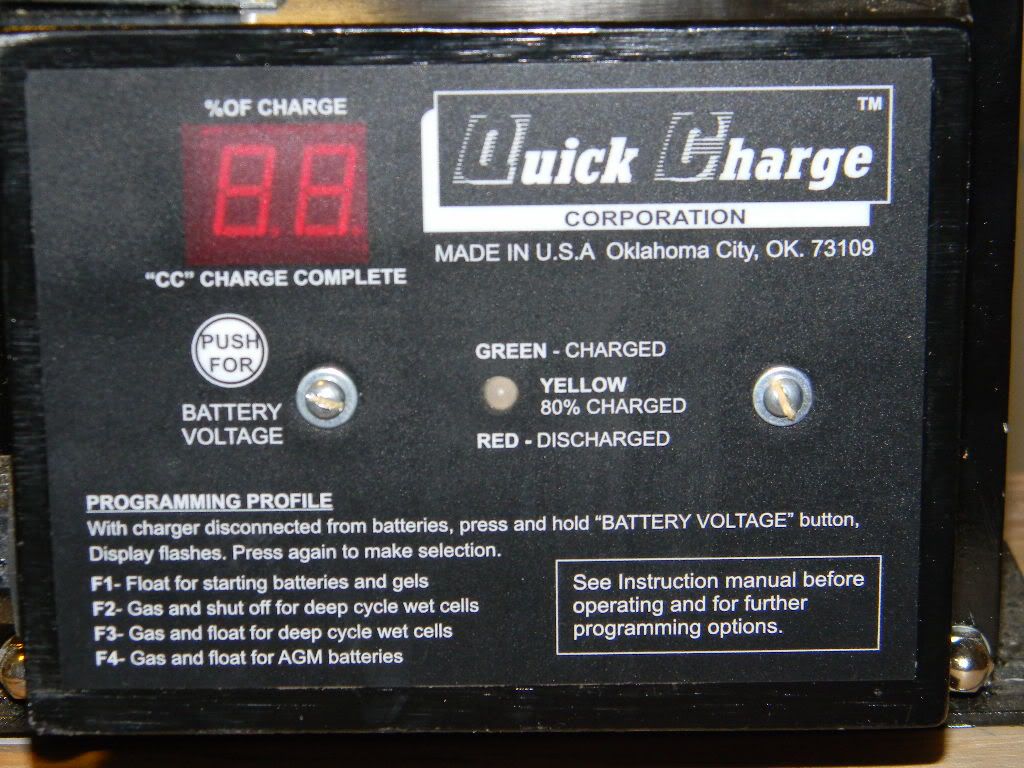 %OF CHARGE
8.8.
"CC" CHARGE COMPLETE
Quick Charge TM
CORPORATION
MADE IN U.S.A Oklahoma City, OK. 73109
PUSH
FOR
BATTERY
VOLTAGE
GREEN - CHARGED
YELLOW
80% CHARGED
RED - DISCHARGED
PROGRAMMING PROFILE
With charger disconnected from batteries, press and hold "BATTERY VOLTAGE" button,
Display flashes. Press again to make selection.
F1- Float for starting batteries and gels
F2- Gas and shut off for deep cycle wet cells
F3- Gas and float for deep cycle wet cells
F4- Gas and float for AGM batteries
See Instruction manual before
operating and for further
programming options.